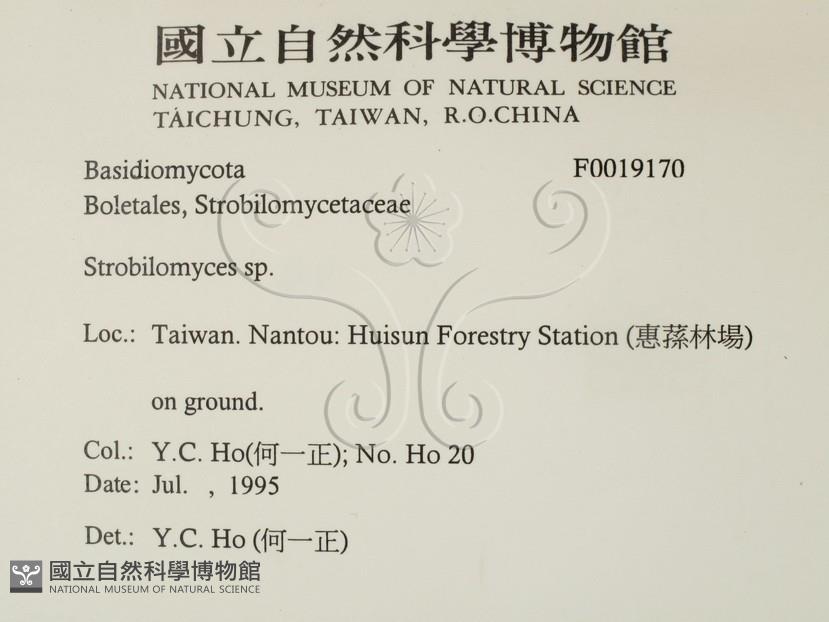 國立自然科學博物館
NATIONAL MUSEUM OF NATURAL SCIENCE
TAICHUNG, TAIWAN, R.O.CHINA
Basidiomycota F0019170
Boletales, Strobilomycetaceae
Strobilomyces sp.
Loc.: Taiwan. Nantou: Huisun Forestry Station (惠蓀林場)
on ground.
Col.: Y.C. Ho(何一正); No. Ho 20
Date: Jul. , 1995
Det.: Y.C. Ho (何一正)
國立自然科學博物館
NATIONAL MUSEUM OF NATURAL SCIENCE